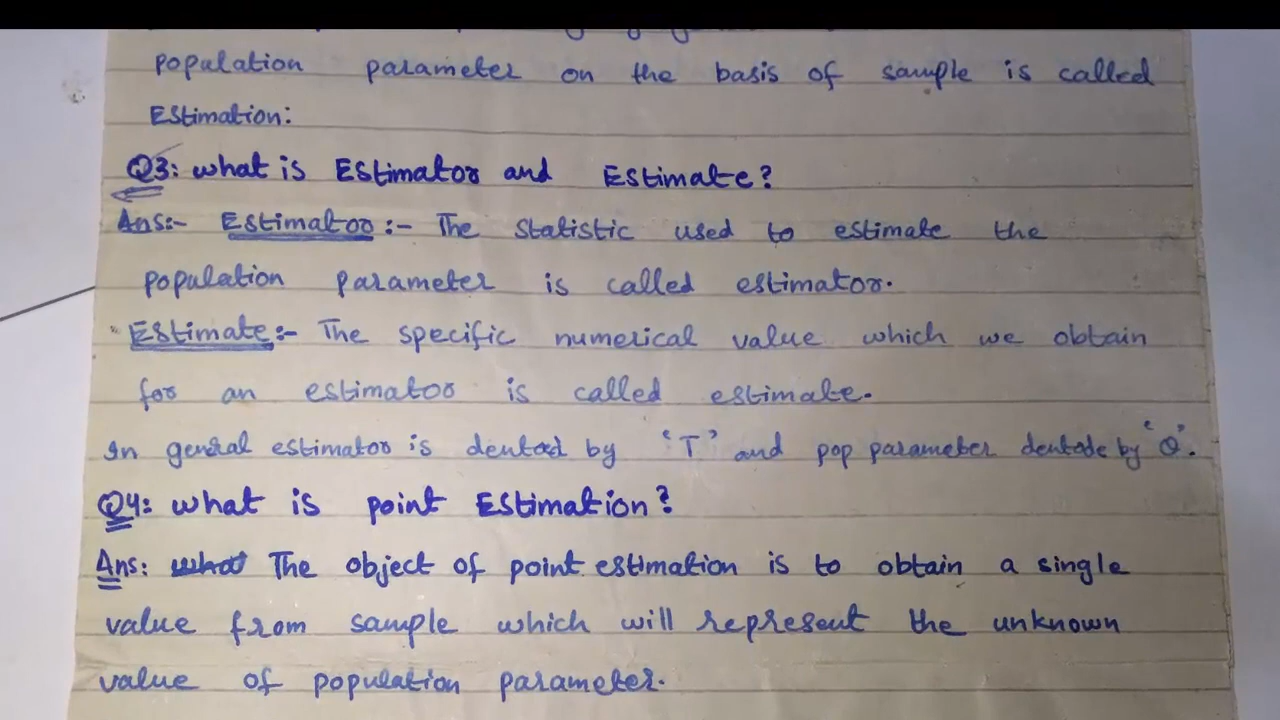 population parameter on the basis of sample is called
Estimation:
Q3: what is Estimator and Estimate?
Ans:- Estimator:- The statistic used to estimate the
population parameter is called estimator.
Estimate:- The specific numerical value which we obtain
for an estimator is called estimate.
In general estimator is dentod by 'T' and pop parameter dentode by 'Q'.
Q4: what is point Estimation?
Ans: what The object of point estimation is to obtain a single
value from sample which will represent the unknown
value of population parameter.